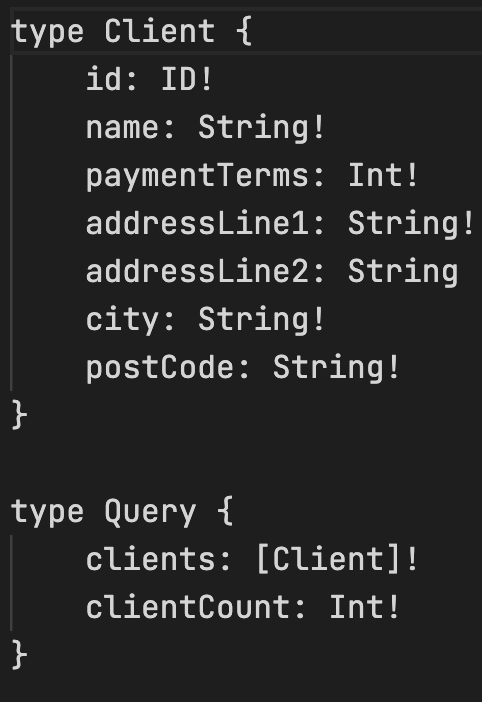 type Client {
    id: ID!
    name: String!
    paymentTerms: Int!
    addressLine1: String!
    addressLine2: String
    city: String!
    postCode: String!
}

type Query {
    clients: [Client]!
    clientCount: Int!
}